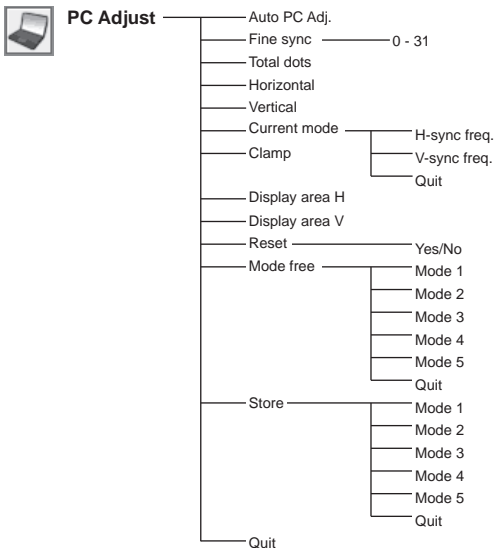 PC Adjust
Auto PC Adj.
Fine sync
0 - 31
Total dots
Horizontal
Vertical
Current mode
H-sync freq.
V-sync freq.
Quit
Clamp
Display area H
Display area V
Reset
Yes/No
Mode free
Mode 1
Mode 2
Mode 3
Mode 4
Mode 5
Quit
Store
Mode 1
Mode 2
Mode 3
Mode 4
Mode 5
Quit
Quit